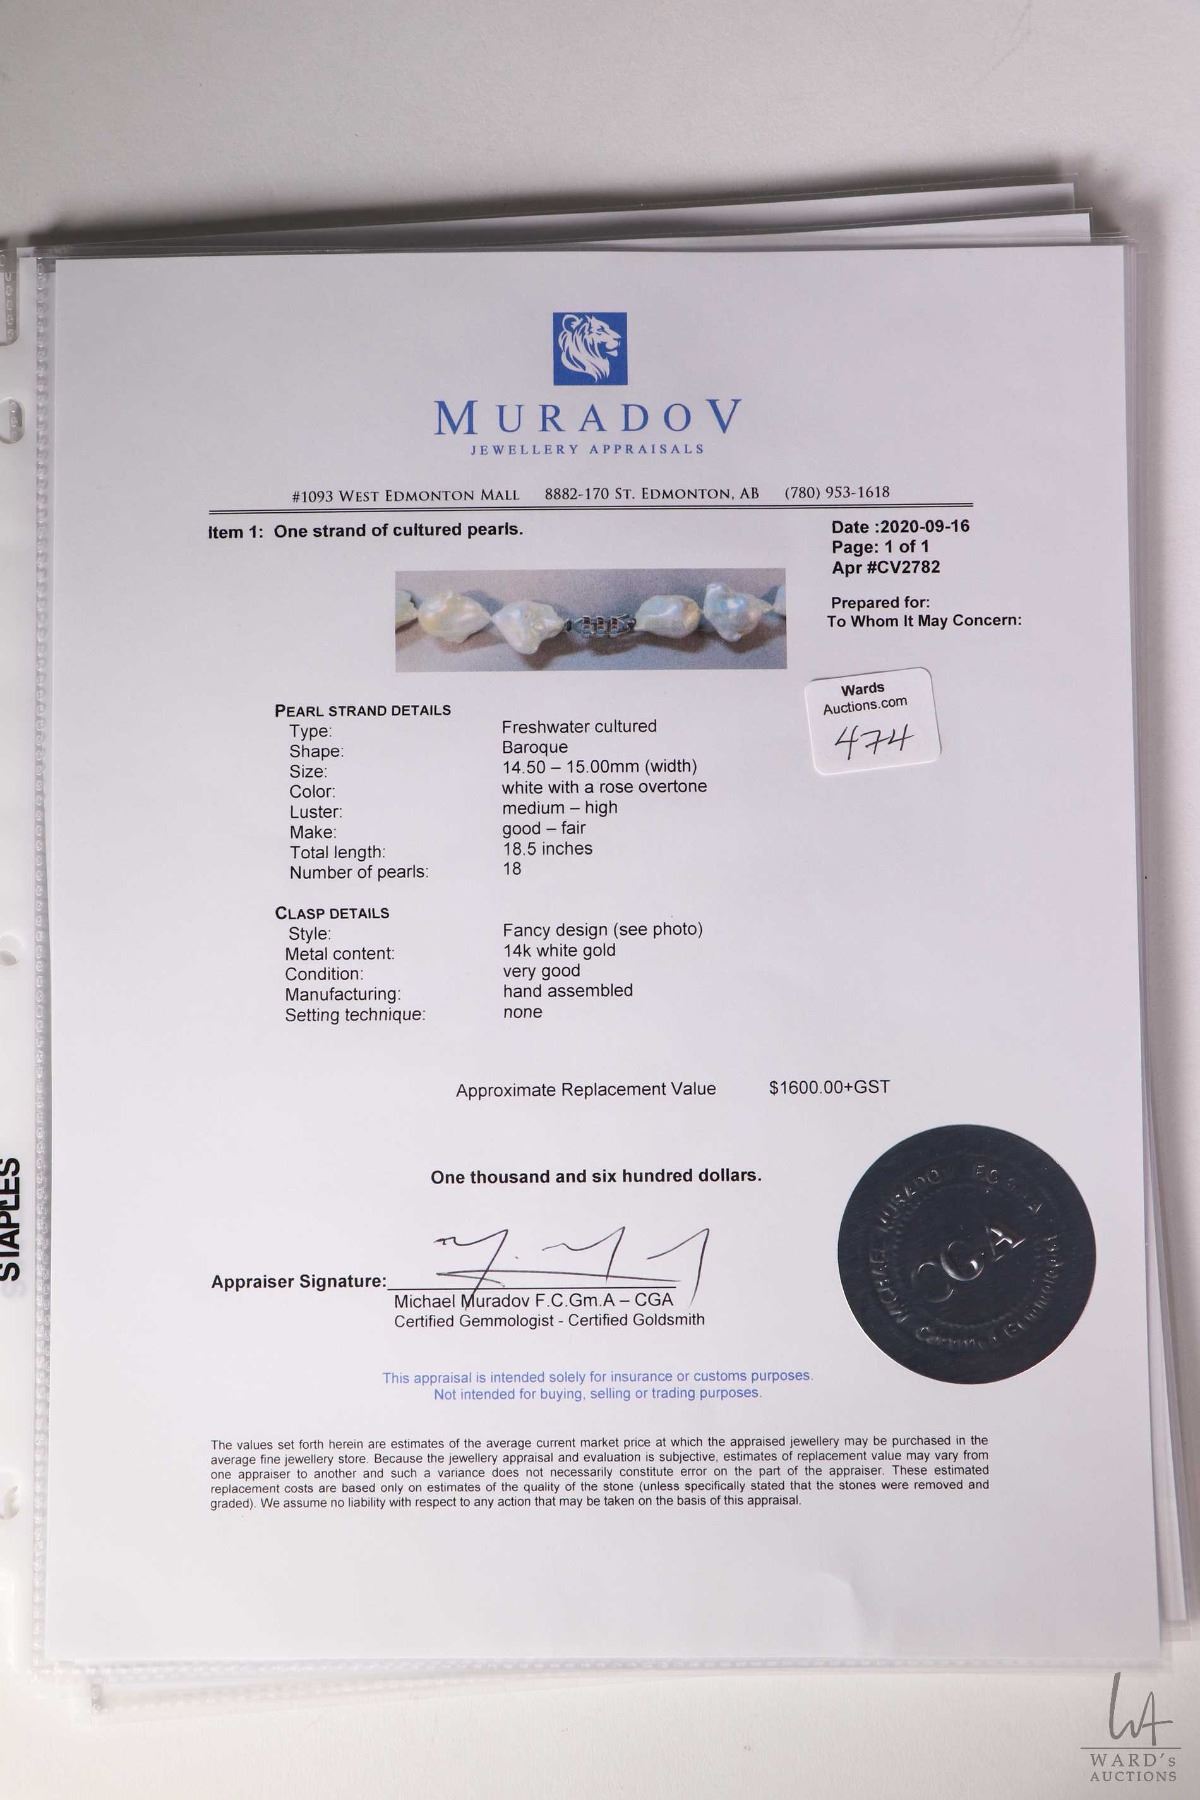 MURADOV
JEWELLERY APPRAISALS
#1093 WEST EDMONTON MALL 8882-170 ST. EDMONTON, AB (780) 953-1618
Item 1: One strand of cultured pearls.
Date :2020-09-16
Page: 1 of 1
Apr #CV2782
Prepared for:
To Whom It May Concern:
Wards
Auctions.com
474
PEARL STRAND DETAILS
Type: Freshwater cultured
Shape: Baroque
Size: 14.50 – 15.00mm (width)
Color: white with a rose overtone
Luster: medium – high
Make: good – fair
Total length: 18.5 inches
Number of pearls: 18
CLASP DETAILS
Style: Fancy design (see photo)
Metal content: 14k white gold
Condition: very good
Manufacturing: hand assembled
Setting technique: none
Approximate Replacement Value $1600.00+GST
One thousand and six hundred dollars.
Appraiser Signature:
Michael Muradov F.C.Gm.A – CGA
Certified Gemmologist - Certified Goldsmith
MICHAEL MURADOV
CGA
This appraisal is intended solely for insurance or customs purposes.
Not intended for buying, selling or trading purposes.
The values set forth herein are estimates of the average current market price at which the appraised jewellery may be purchased in the
average fine jewellery store. Because the jewellery appraisal and evaluation is subjective, estimates of replacement value may vary from
one appraiser to another and such a variance does not necessarily constitute error on the part of the appraiser. These estimated
replacement costs are based only on estimates of the quality of the stone (unless specifically stated that the stones were removed and
graded). We assume no liability with respect to any action that may be taken on the basis of this appraisal.
STAPLES
WA
WARD's
AUCTIONS